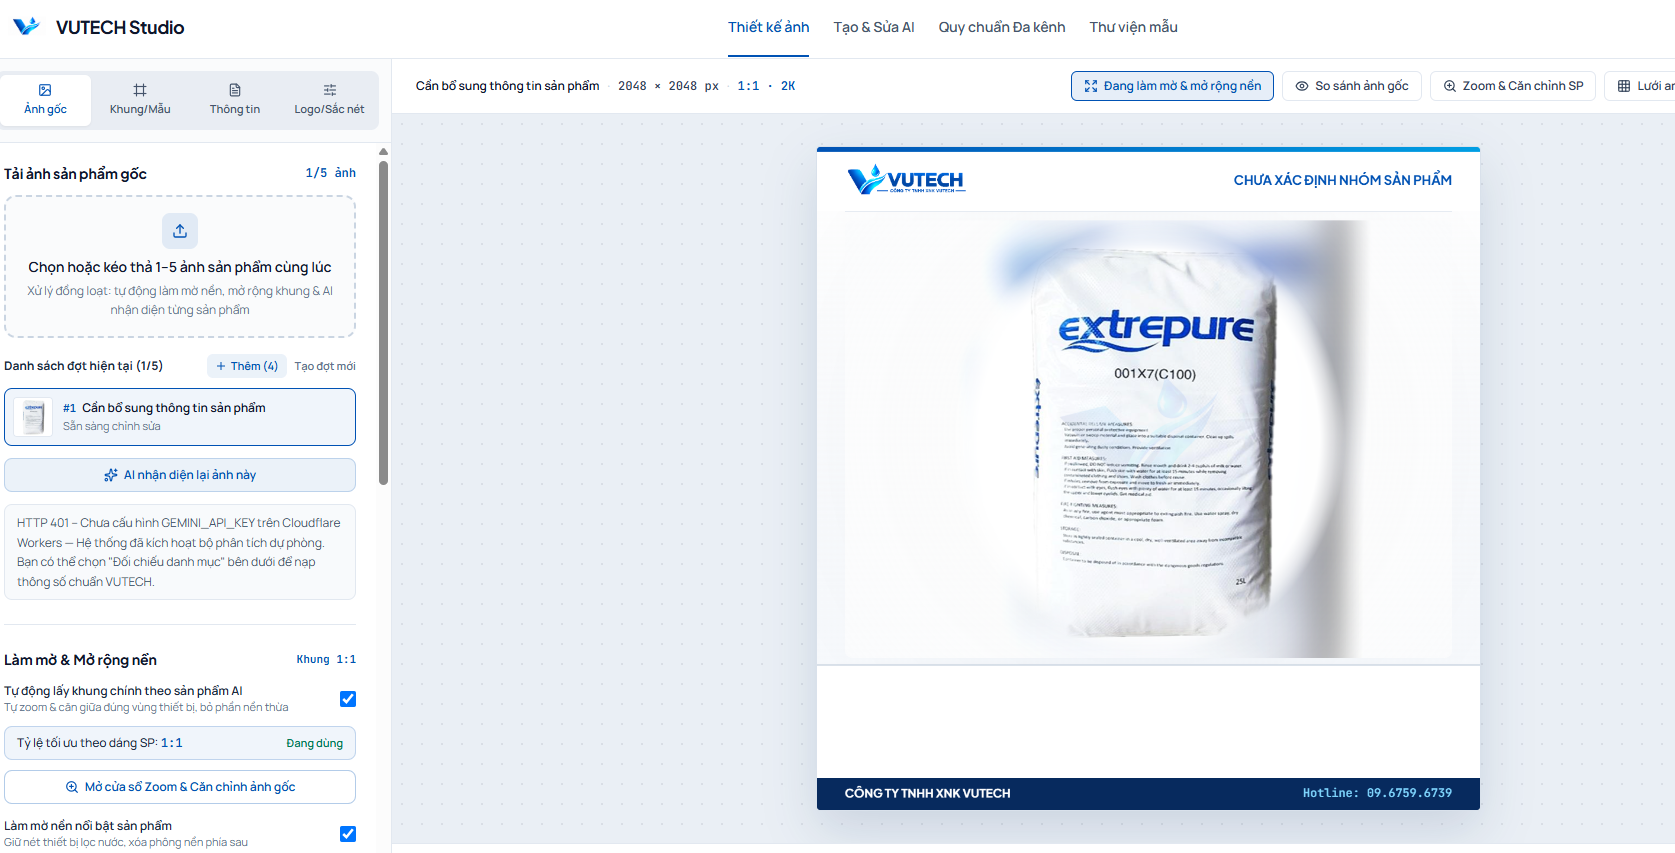 VUTECH Studio
Thiết kế ảnh
Tạo & Sửa AI
Quy chuẩn Đa kênh
Thư viện mẫu
Ảnh gốc
Khung/Mẫu
Thông tin
Logo/Sắc nét
Cần bổ sung thông tin sản phẩm · 2048 × 2048 px · 1:1 · 2K
Đang làm mờ & mở rộng nền
So sánh ảnh gốc
Zoom & Căn chỉnh SP
Lưới an
Tải ảnh sản phẩm gốc
1/5 ảnh
Chọn hoặc kéo thả 1–5 ảnh sản phẩm cùng lúc
Xử lý đồng loạt: tự động làm mờ nền, mở rộng khung & AI
nhận diện từng sản phẩm
Danh sách đợt hiện tại (1/5)
+ Thêm (4)
Tạo đợt mới
#1 Cần bổ sung thông tin sản phẩm
Sẵn sàng chỉnh sửa
AI nhận diện lại ảnh này
HTTP 401 – Chưa cấu hình GEMINI_API_KEY trên Cloudflare
Workers — Hệ thống đã kích hoạt bộ phân tích dự phòng.
Bạn có thể chọn "Đối chiếu danh mục" bên dưới để nạp
thông số chuẩn VUTECH.
Làm mờ & Mở rộng nền
Khung 1:1
Tự động lấy khung chính theo sản phẩm AI
Tự zoom & căn giữa đúng vùng thiết bị, bỏ phần nền thừa
Tỷ lệ tối ưu theo dáng SP: 1:1
Đang dùng
Mở cửa sổ Zoom & Căn chỉnh ảnh gốc
Làm mờ nền nổi bật sản phẩm
Giữ nét thiết bị lọc nước, xóa phông nền phía sau
VUTECH
CÔNG TY TNHH XNK VUTECH
CHƯA XÁC ĐỊNH NHÓM SẢN PHẨM
extrepure
001X7(C100)
25L
CÔNG TY TNHH XNK VUTECH
Hotline: 09.6759.6739